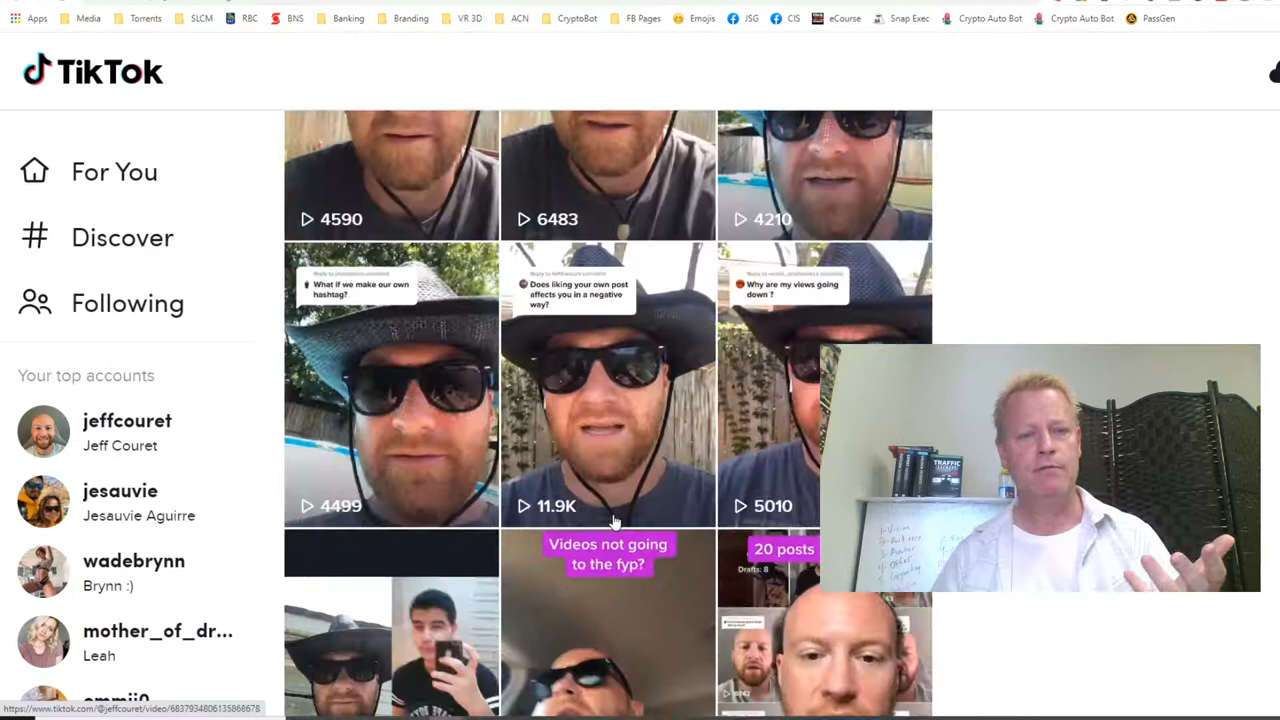 Apps
Media
Torrents
SLCM
RBC
BNS
Banking
Branding
VR 3D
ACN
CryptoBot
FB Pages
Emojis
JSG
CIS
eCourse
Snap Exec
Crypto Auto Bot
Crypto Auto Bot
PassGen
TikTok
For You
Discover
Following
Your top accounts
jeffcouret
Jeff Couret
jesauvie
Jesauvie Aguirre
wadebrynn
Brynn :)
mother_of_dr...
Leah
4590
6483
4210
What if we make our own
hashtag?
4499
Does liking your own post
affects you in a negative
way?
11.9K
Why are my views going
down ?
5010
Videos not going
to the fyp?
20 posts
Drafts: 8
TRAFFIC
https://www.tiktok.com/@jeffcouret/video/6837934806135868678